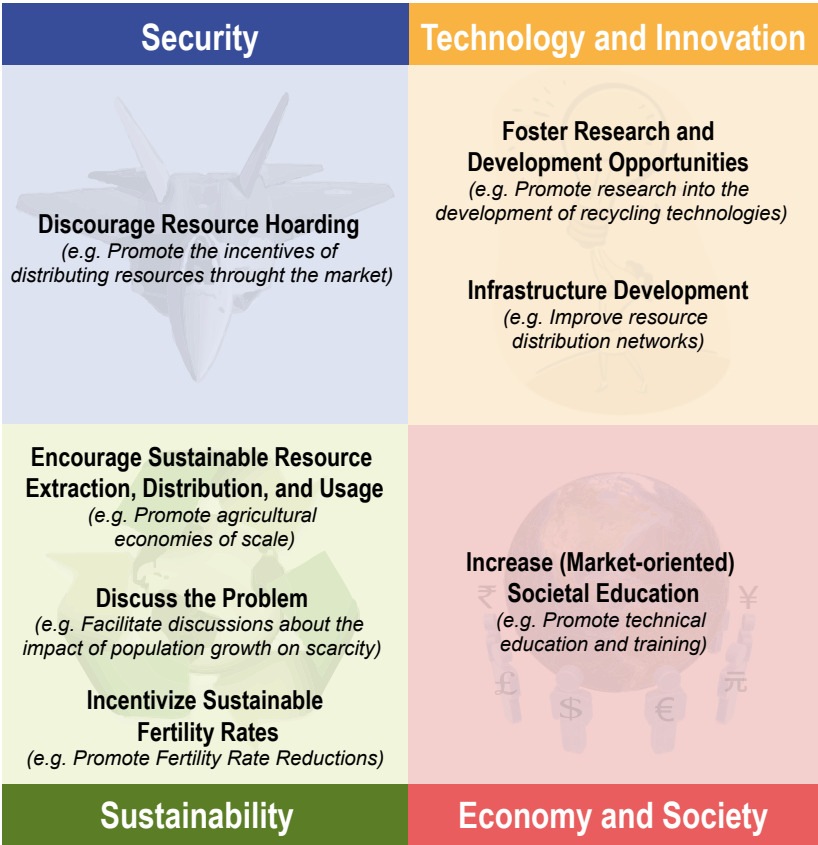 Security
Technology and Innovation
Discourage Resource Hoarding
(e.g. Promote the incentives of
distributing resources throught the market)
Foster Research and
Development Opportunities
(e.g. Promote research into the
development of recycling technologies)
Infrastructure Development
(e.g. Improve resource
distribution networks)
Encourage Sustainable Resource
Extraction, Distribution, and Usage
(e.g. Promote agricultural
economies of scale)
Discuss the Problem
(e.g. Facilitate discussions about the
impact of population growth on scarcity)
Incentivize Sustainable
Fertility Rates
(e.g. Promote Fertility Rate Reductions)
Increase (Market-oriented)
Societal Education
(e.g. Promote technical
education and training)
₹ ¥
£ $ € 元
Sustainability
Economy and Society